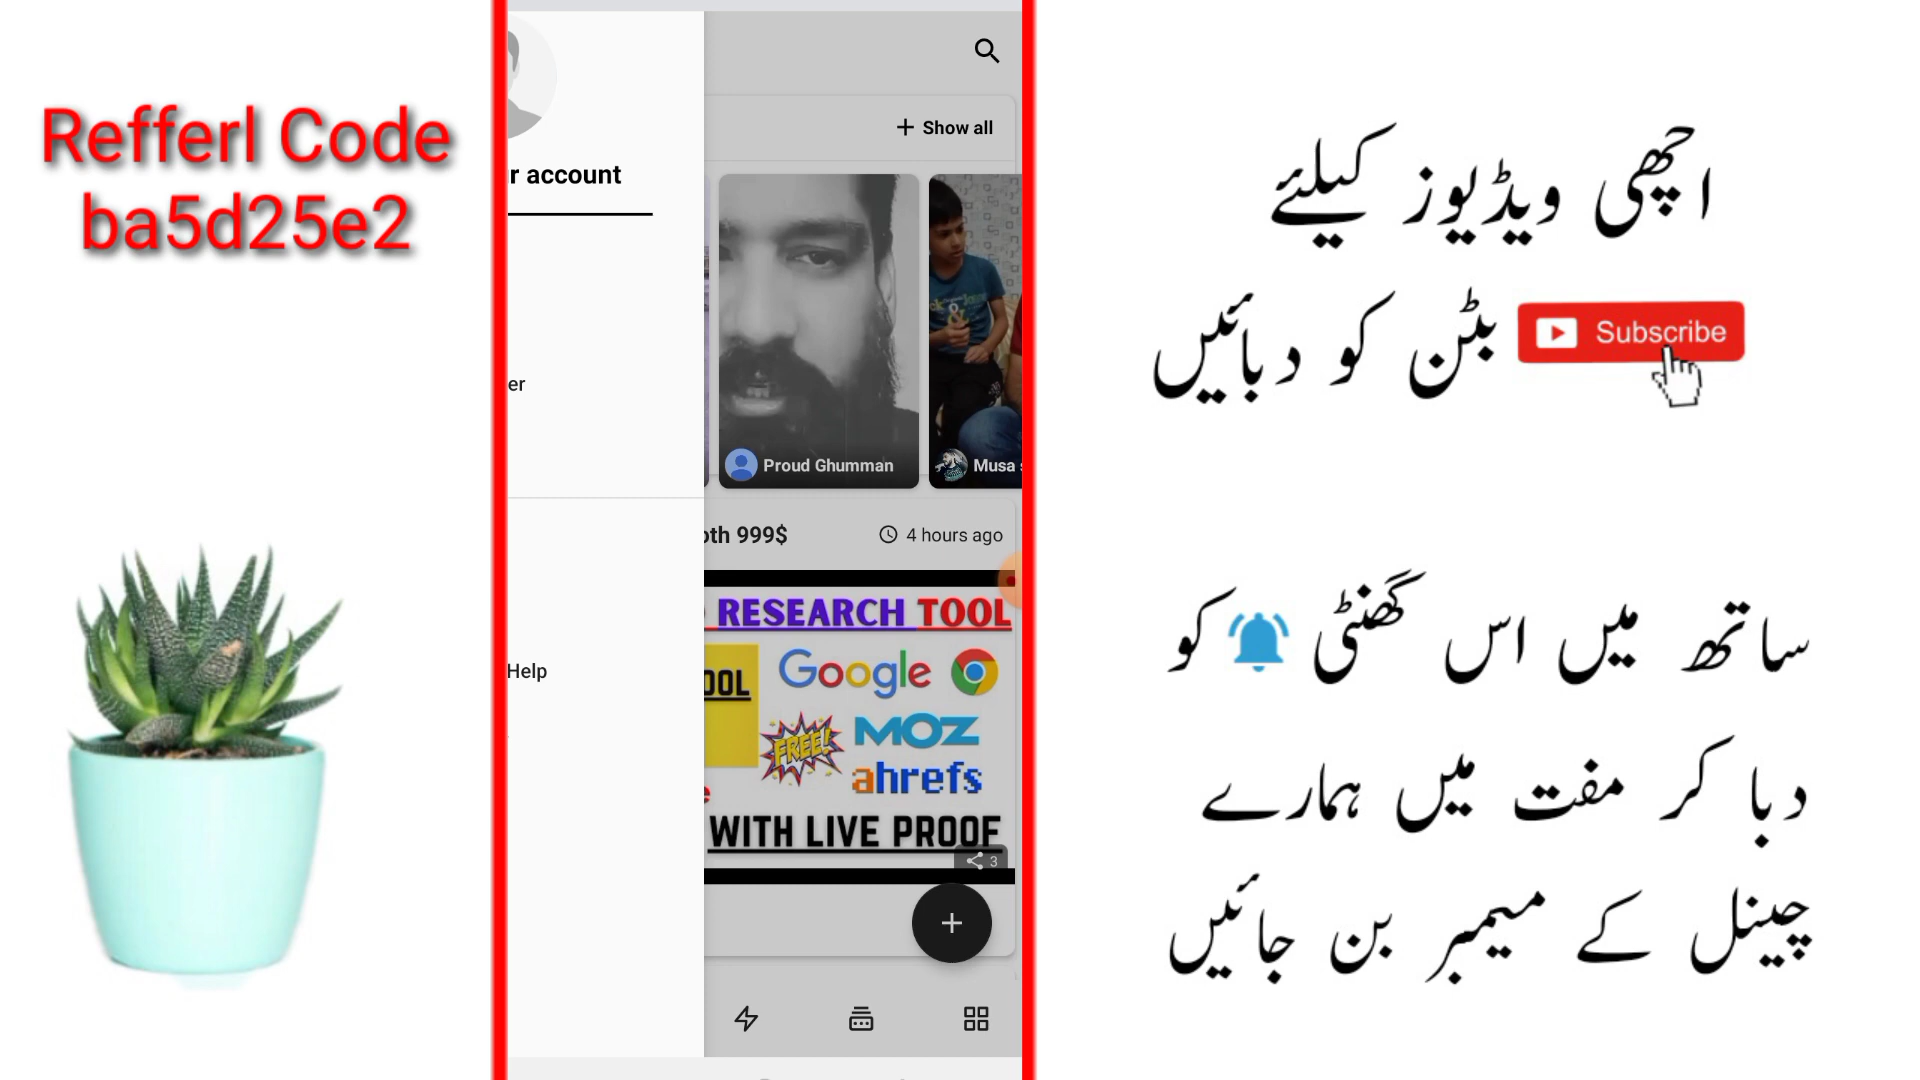 Refferl Code
ba5d25e2
Show all
r account
er
Help
Proud Ghumman
Musa
oth 999$
4 hours ago
RESEARCH TOOL
OOL
Google
FREE!
MOZ
ahrefs
WITH LIVE PROOF
3
اچھی ویڈیوز کیلئے
Subscribe بٹن کو دبائیں
ساتھ میں اس گھنٹی کو
دبا کر مفت میں ہمارے
چینل کے میمبر بن جائیں